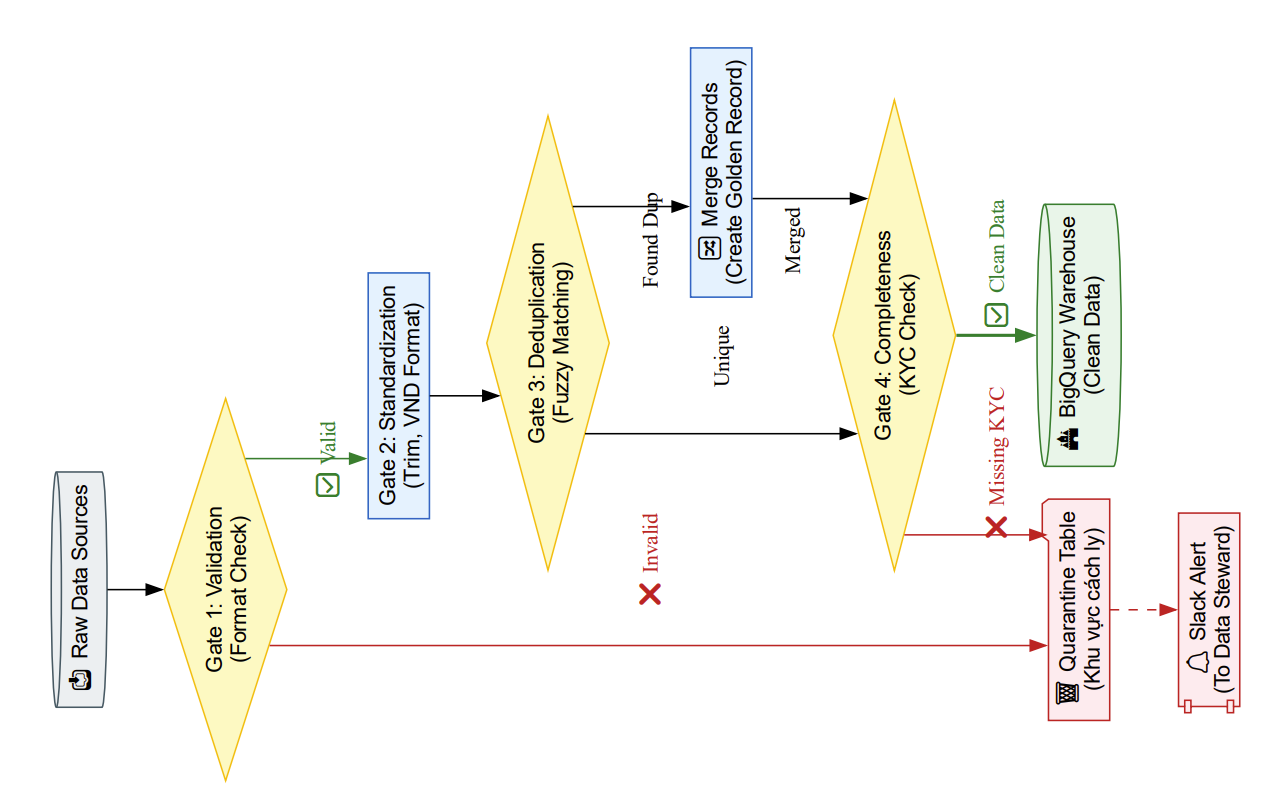 Raw Data Sources
Gate 1: Validation
(Format Check)
Valid
Gate 2: Standardization
(Trim, VND Format)
Gate 3: Deduplication
(Fuzzy Matching)
Found Dup
Merge Records
(Create Golden Record)
Unique
Merged
Invalid
Gate 4: Completeness
(KYC Check)
Clean Data
Missing KYC
BigQuery Warehouse
(Clean Data)
Quarantine Table
(Khu vực cách ly)
Slack Alert
(To Data Steward)